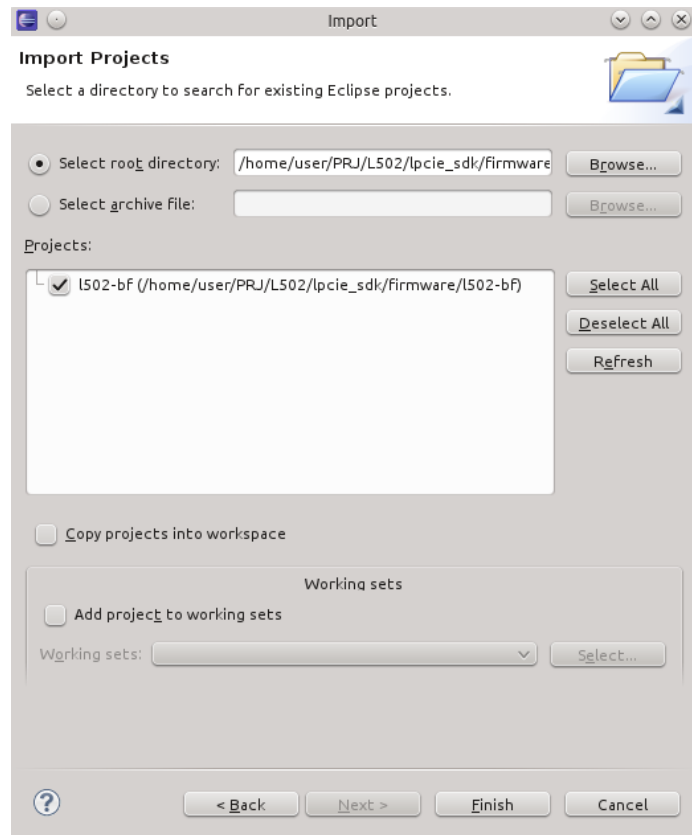 Import
Import Projects
Select a directory to search for existing Eclipse projects.
Select root directory: /home/user/PRJ/L502/lpcie_sdk/firmware Browse...
Select archive file: Browse...
Projects:
l502-bf (/home/user/PRJ/L502/lpcie_sdk/firmware/l502-bf)
Select All
Deselect All
Refresh
Copy projects into workspace
Working sets
Add project to working sets
Working sets: Select...
? < Back Next > Finish Cancel